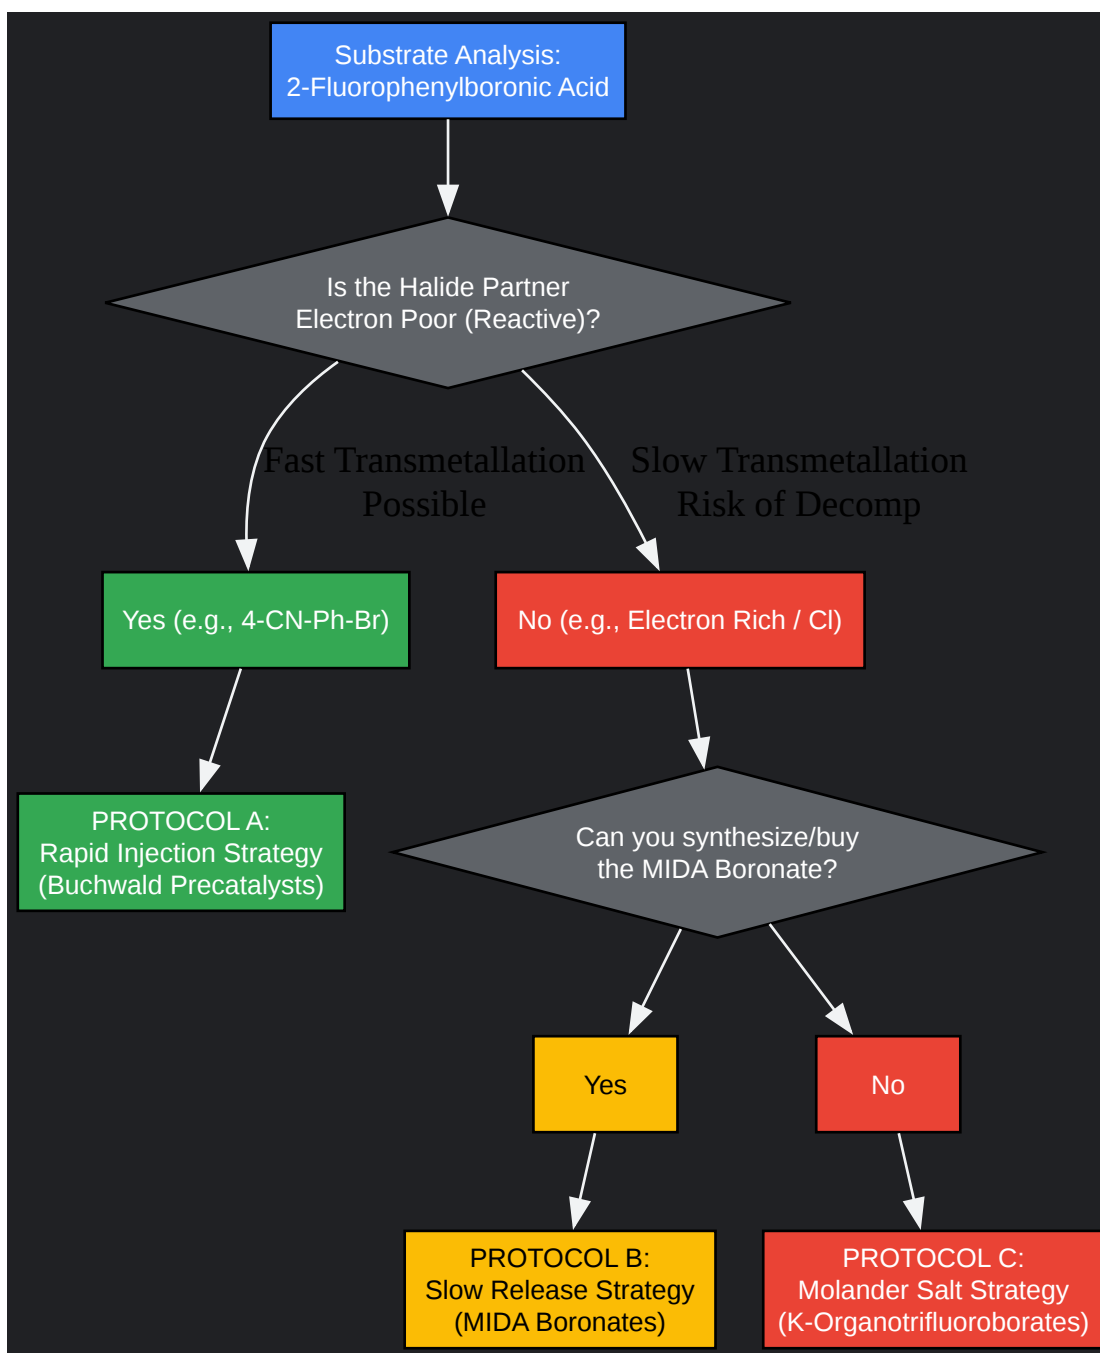 Substrate Analysis:
2-Fluorophenylboronic Acid
Is the Halide Partner
Electron Poor (Reactive)?
Fast Transmetallation
Possible
Slow Transmetallation
Risk of Decomp
Yes (e.g., 4-CN-Ph-Br)
No (e.g., Electron Rich / Cl)
PROTOCOL A:
Rapid Injection Strategy
(Buchwald Precatalysts)
Can you synthesize/buy
the MIDA Boronate?
Yes
No
PROTOCOL B:
Slow Release Strategy
(MIDA Boronates)
PROTOCOL C:
Molander Salt Strategy
(K-Organotrifluoroborates)